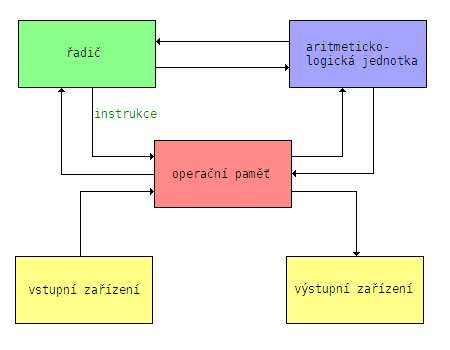 řadič
aritmeticko-
logická jednotka
instrukce
operační paměť
vstupní zařízení
výstupní zařízení